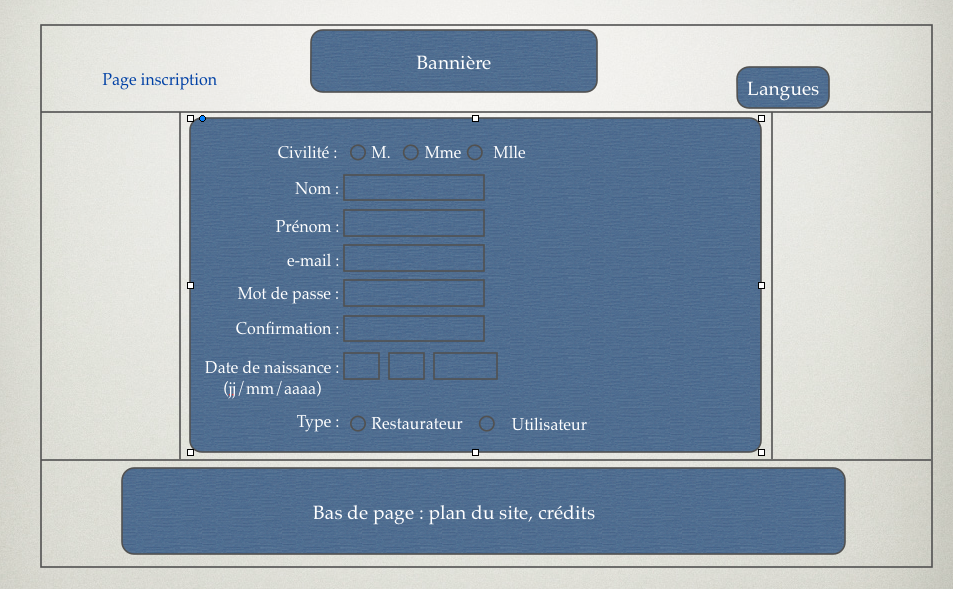 Bannière
Page inscription
Langues
Civilité : M. Mme Mlle
Nom :
Prénom :
e-mail :
Mot de passe :
Confirmation :
Date de naissance :
(jj/mm/aaaa)
Type : Restaurateur Utilisateur
Bas de page : plan du site, crédits